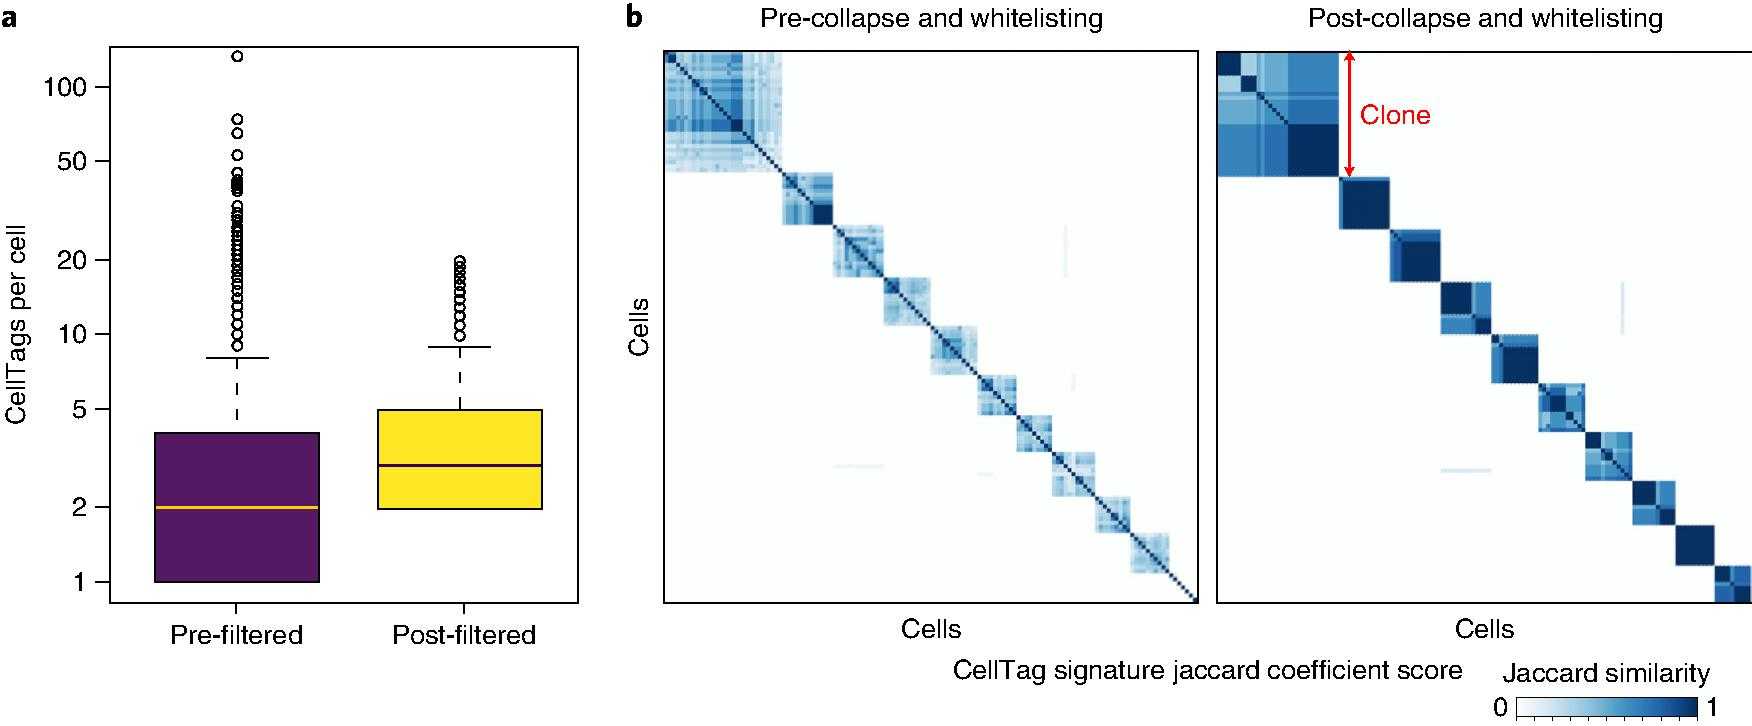 a
CellTags per cell
100
50
20
10
5
2
1
Pre-filtered
Post-filtered
b
Pre-collapse and whitelisting
Post-collapse and whitelisting
Clone
Cells
Cells
Cells
CellTag signature jaccard coefficient score
Jaccard similarity
0
1